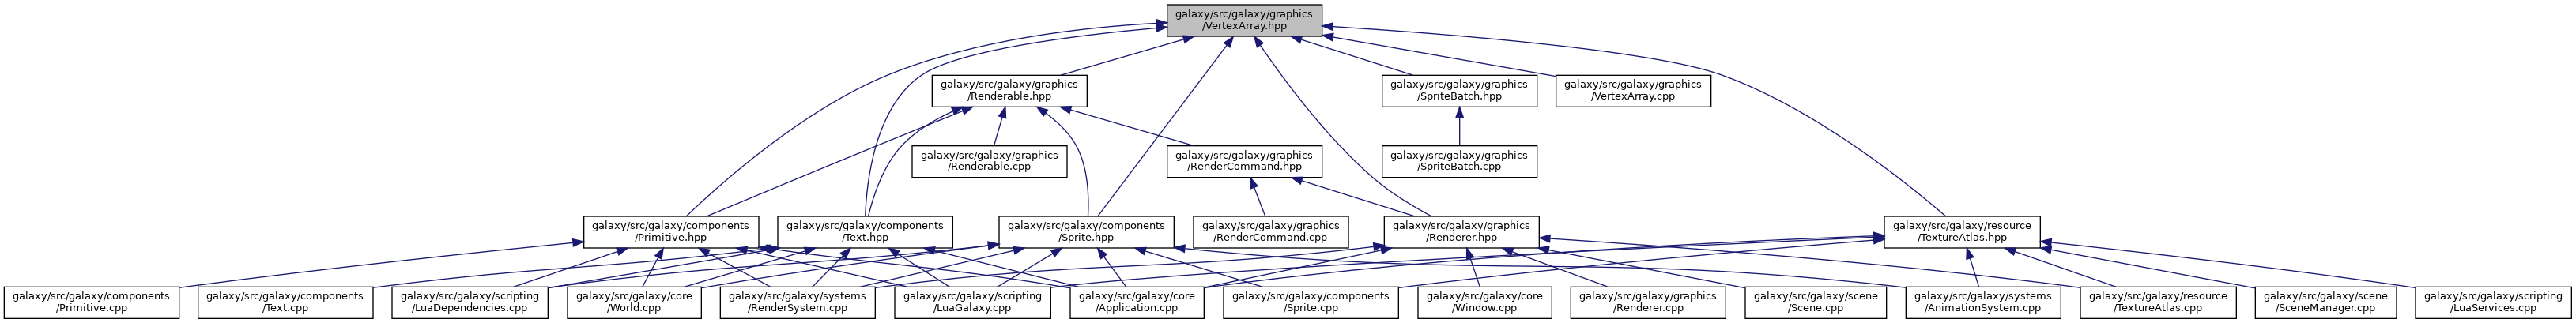 galaxy/src/galaxy/graphics
/VertexArray.hpp
galaxy/src/galaxy/graphics
/Renderable.hpp
galaxy/src/galaxy/graphics
/SpriteBatch.hpp
galaxy/src/galaxy/graphics
/VertexArray.cpp
galaxy/src/galaxy/graphics
/Renderable.cpp
galaxy/src/galaxy/graphics
/RenderCommand.hpp
galaxy/src/galaxy/graphics
/SpriteBatch.cpp
galaxy/src/galaxy/components
/Primitive.hpp
galaxy/src/galaxy/components
/Text.hpp
galaxy/src/galaxy/components
/Sprite.hpp
galaxy/src/galaxy/graphics
/RenderCommand.cpp
galaxy/src/galaxy/graphics
/Renderer.hpp
galaxy/src/galaxy/resource
/TextureAtlas.hpp
galaxy/src/galaxy/components
/Primitive.cpp
galaxy/src/galaxy/components
/Text.cpp
galaxy/src/galaxy/scripting
/LuaDependencies.cpp
galaxy/src/galaxy/core
/World.cpp
galaxy/src/galaxy/systems
/RenderSystem.cpp
galaxy/src/galaxy/scripting
/LuaGalaxy.cpp
galaxy/src/galaxy/core
/Application.cpp
galaxy/src/galaxy/components
/Sprite.cpp
galaxy/src/galaxy/core
/Window.cpp
galaxy/src/galaxy/graphics
/Renderer.cpp
galaxy/src/galaxy/scene
/Scene.cpp
galaxy/src/galaxy/systems
/AnimationSystem.cpp
galaxy/src/galaxy/resource
/TextureAtlas.cpp
galaxy/src/galaxy/scene
/SceneManager.cpp
galaxy/src/galaxy/scripting
/LuaServices.cpp